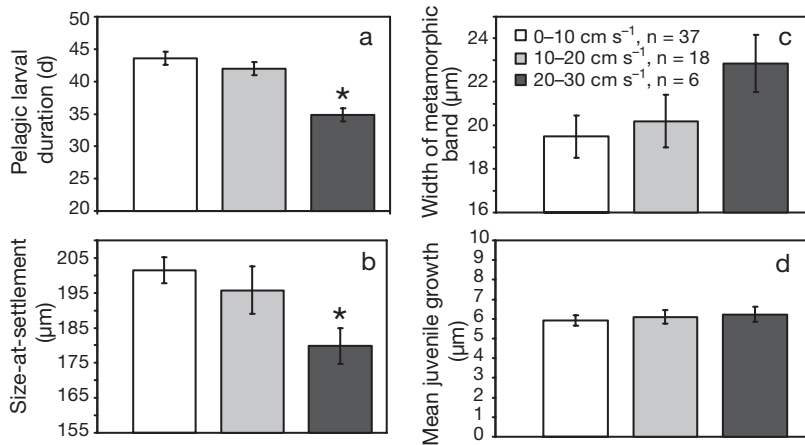 a
Pelagic larval
duration (d)
50
45
40
35
30
25
20
*
b
Size-at-settlement
(μm)
205
195
185
175
165
155
*
c
0–10 cm s⁻¹, n = 37
10–20 cm s⁻¹, n = 18
20–30 cm s⁻¹, n = 6
Width of metamorphic
band (μm)
24
22
20
18
16
d
Mean juvenile growth
(μm)
10
9
8
7
6
5
4
3
2
1
0